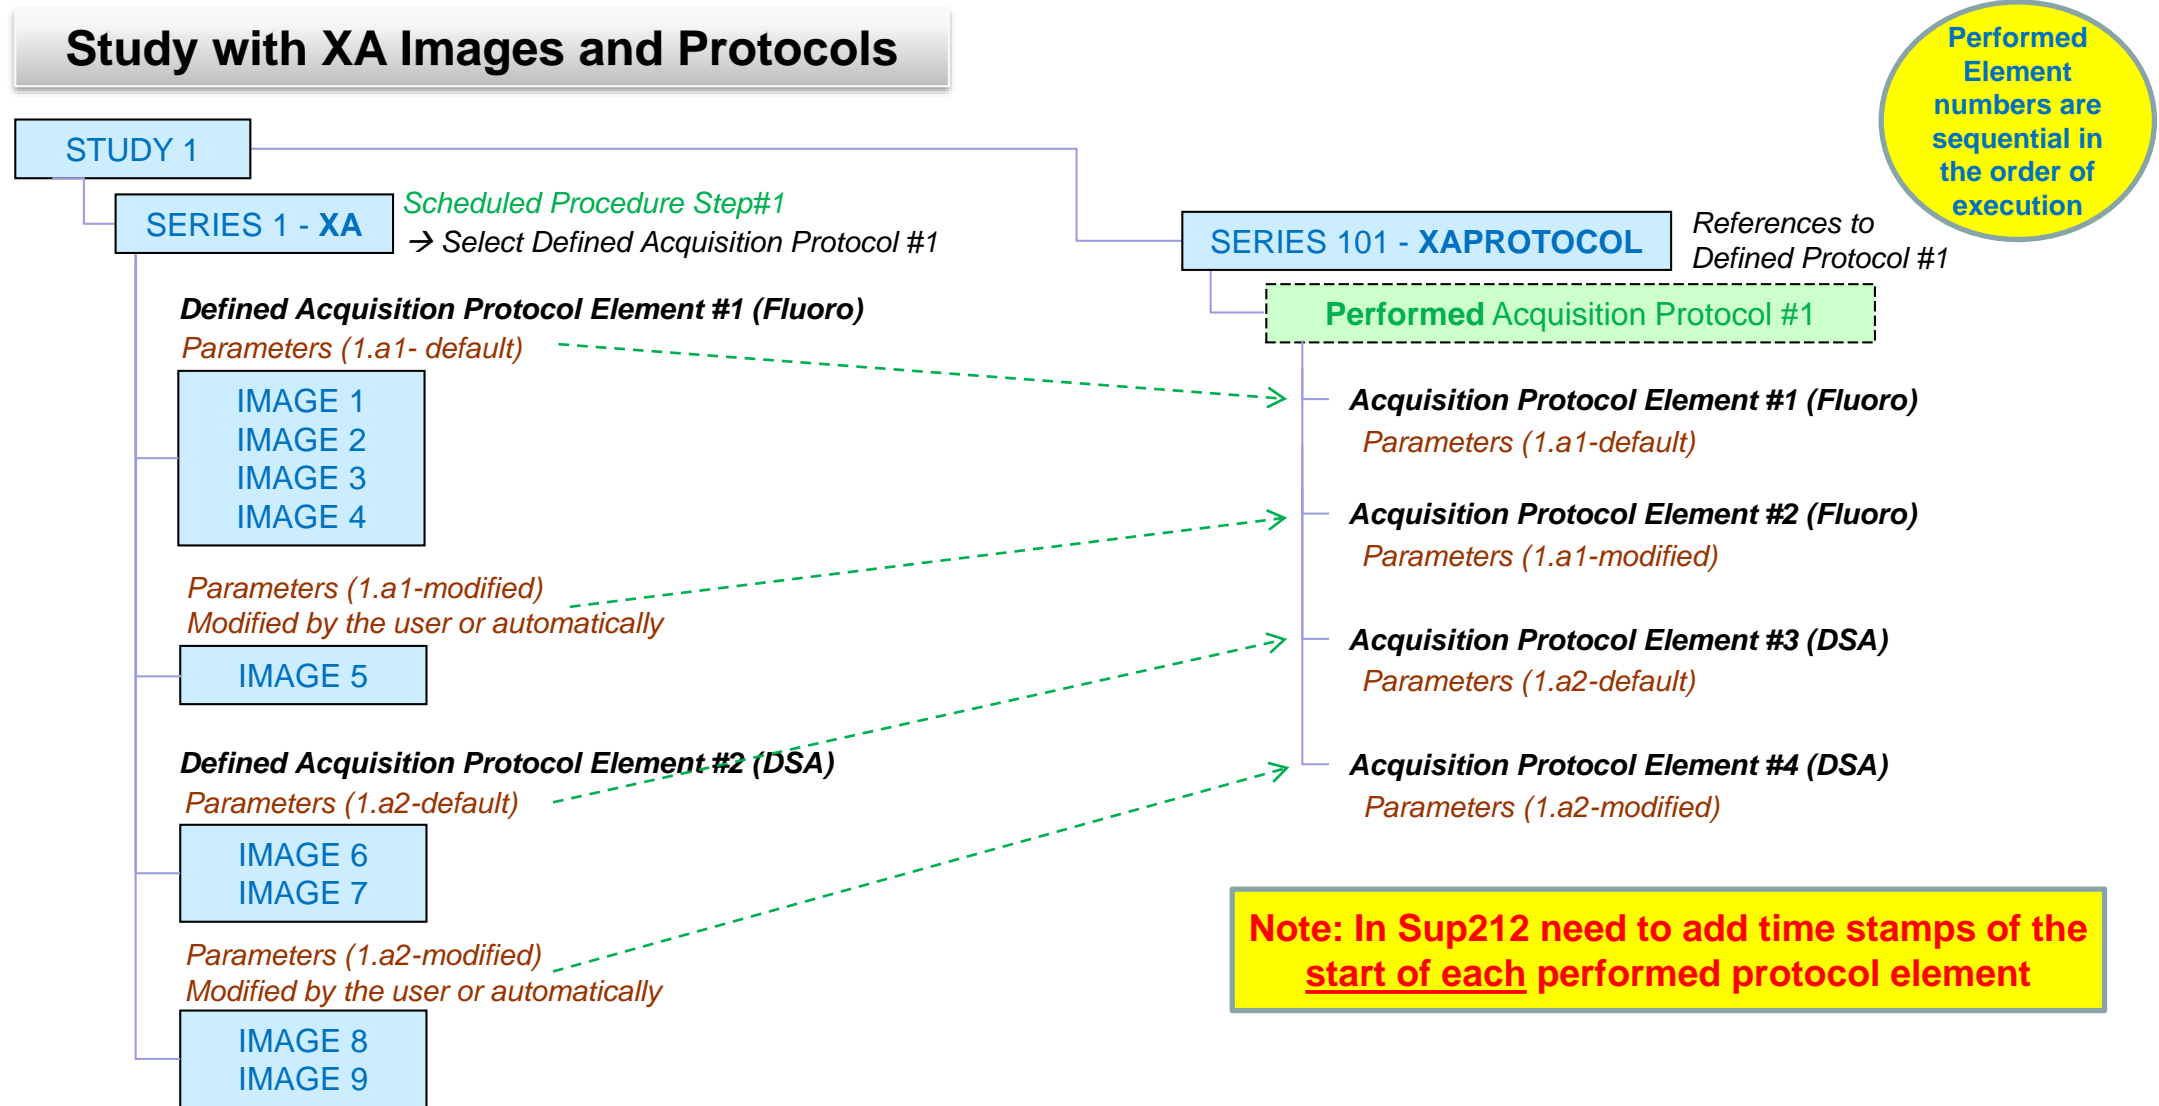 Study with XA Images and Protocols
Performed
Element
numbers are
sequential in
the order of
execution
STUDY 1
SERIES 1 - XA
Scheduled Procedure Step#1
→ Select Defined Acquisition Protocol #1
Defined Acquisition Protocol Element #1 (Fluoro)
Parameters (1.a1- default)
IMAGE 1
IMAGE 2
IMAGE 3
IMAGE 4
Parameters (1.a1-modified)
Modified by the user or automatically
IMAGE 5
Defined Acquisition Protocol Element #2 (DSA)
Parameters (1.a2-default)
IMAGE 6
IMAGE 7
Parameters (1.a2-modified)
Modified by the user or automatically
IMAGE 8
IMAGE 9
SERIES 101 - XAPROTOCOL
References to
Defined Protocol #1
Performed Acquisition Protocol #1
Acquisition Protocol Element #1 (Fluoro)
Parameters (1.a1-default)
Acquisition Protocol Element #2 (Fluoro)
Parameters (1.a1-modified)
Acquisition Protocol Element #3 (DSA)
Parameters (1.a2-default)
Acquisition Protocol Element #4 (DSA)
Parameters (1.a2-modified)
Note: In Sup212 need to add time stamps of the
start of each performed protocol element